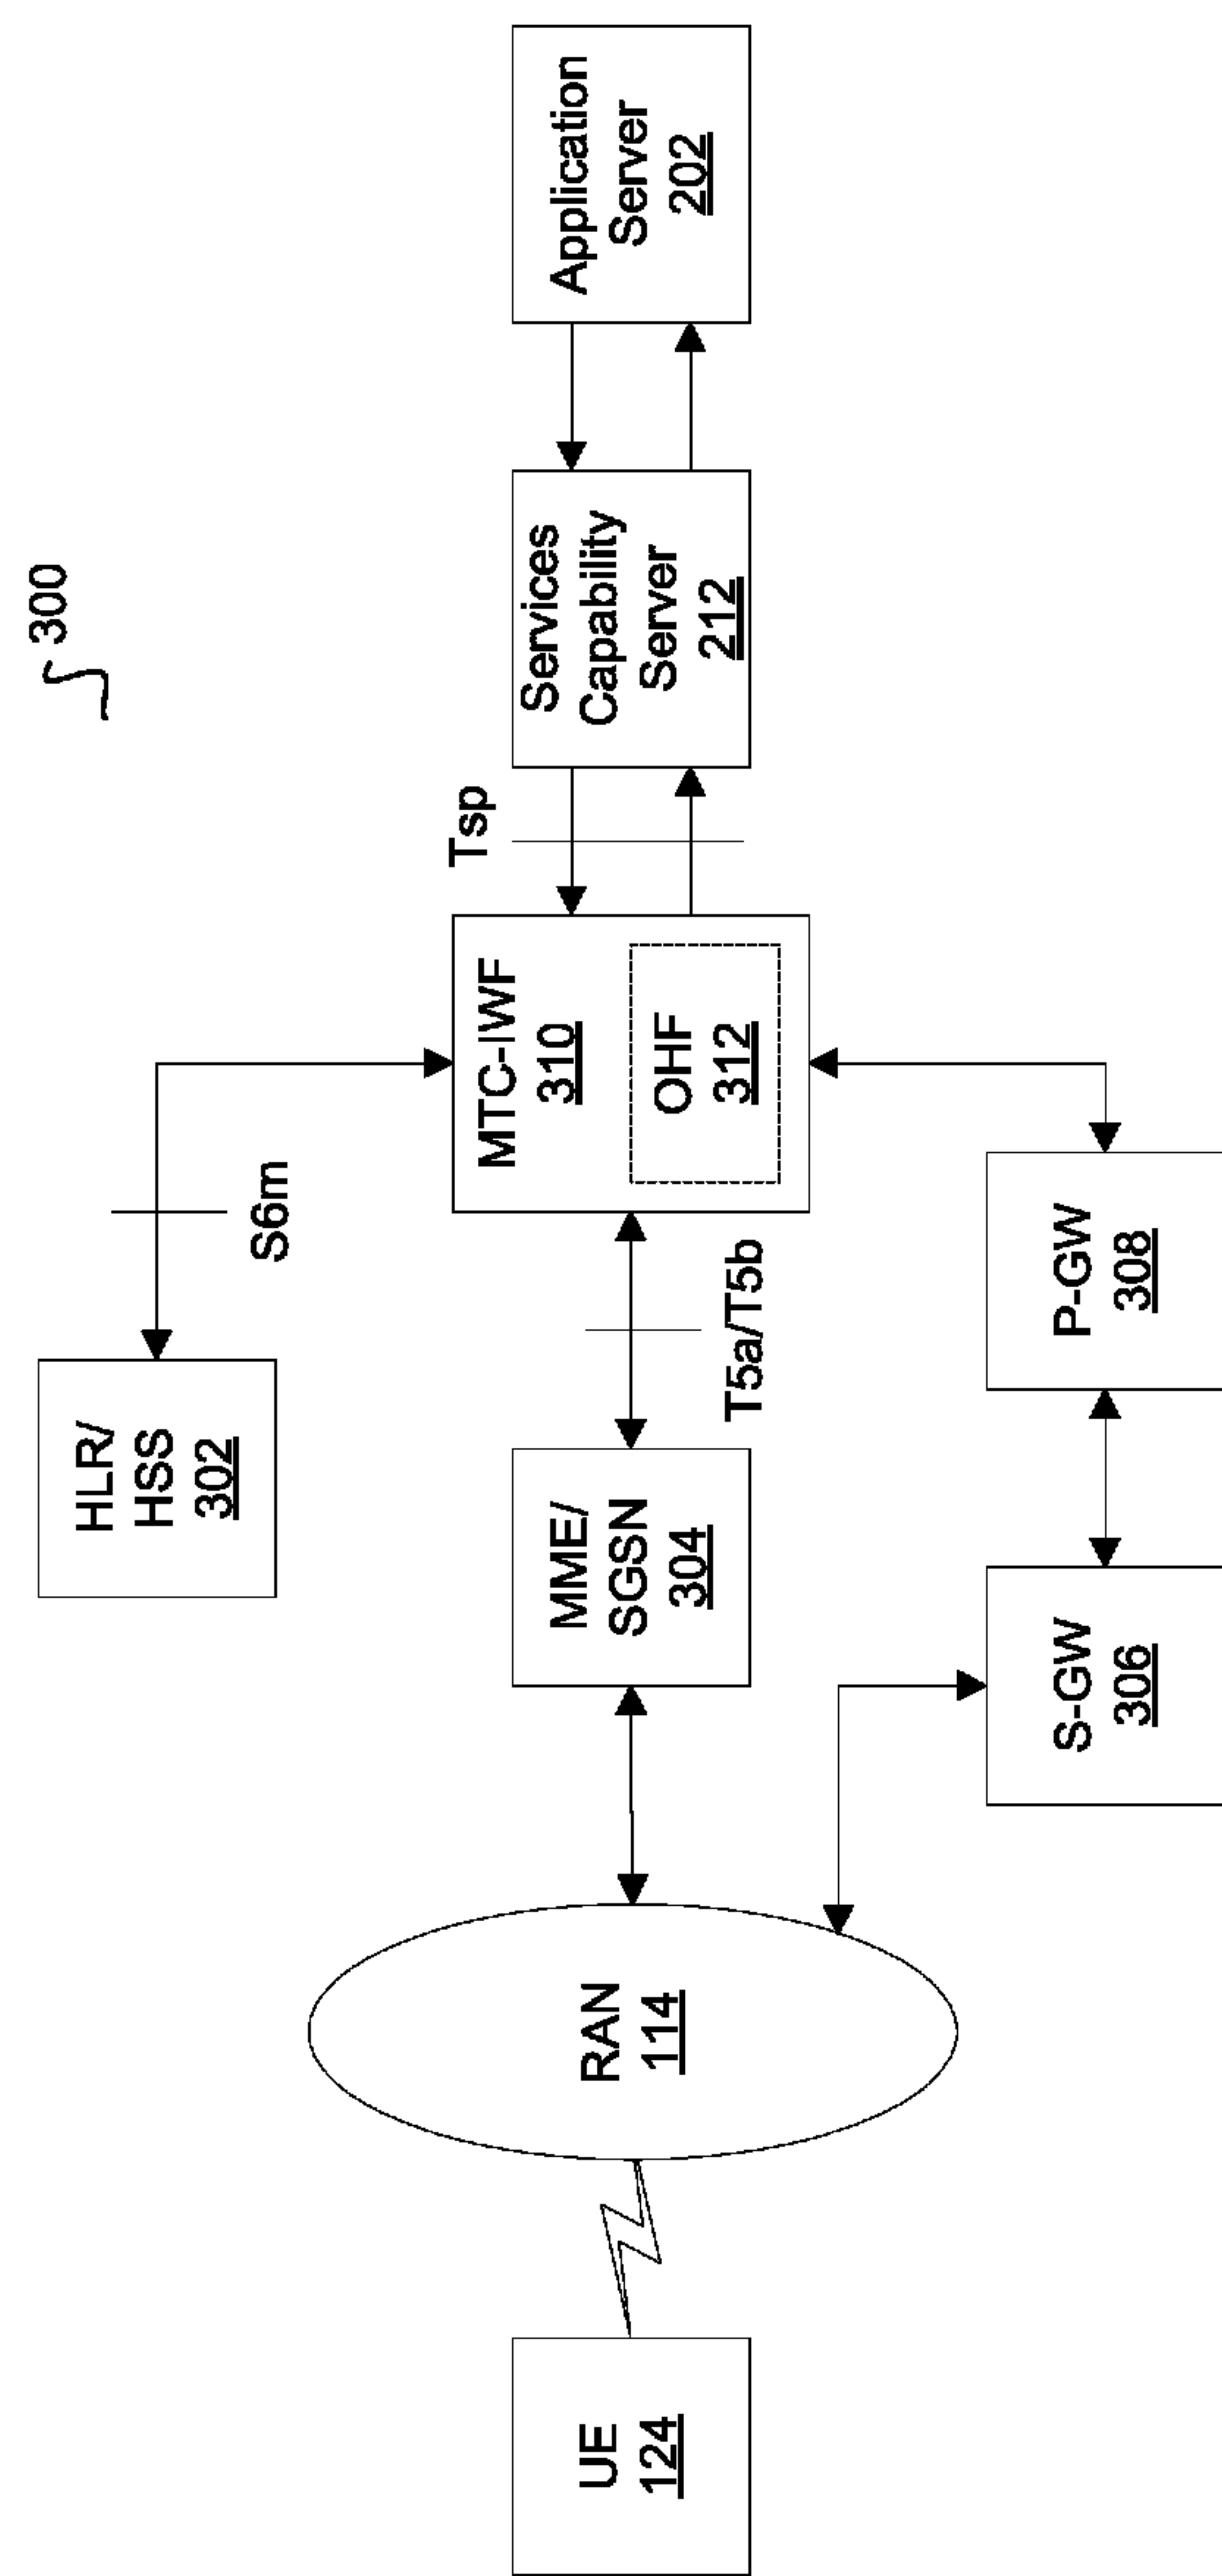 300
HLR/
HSS
302
S6m
UE
124
RAN
114
MME/
SGSN
304
T5a/T5b
MTC-IWF
310
OHF
312
Tsp
Services
Capability
Server
212
Application
Server
202
S-GW
306
P-GW
308